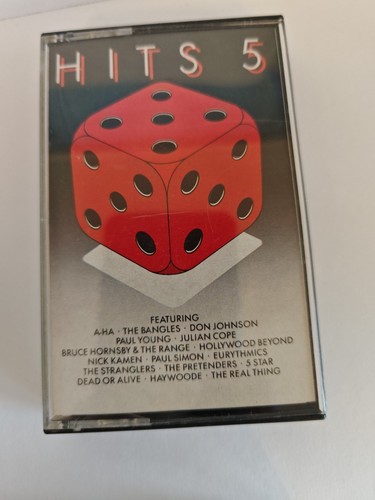 HITS 5
FEATURING
A-HA · THE BANGLES · DON JOHNSON
PAUL YOUNG · JULIAN COPE
BRUCE HORNSBY & THE RANGE · HOLLYWOOD BEYOND
NICK KAMEN · PAUL SIMON · EURYTHMICS
THE STRANGLERS · THE PRETENDERS · 5 STAR
DEAD OR ALIVE · HAYWOODE · THE REAL THING